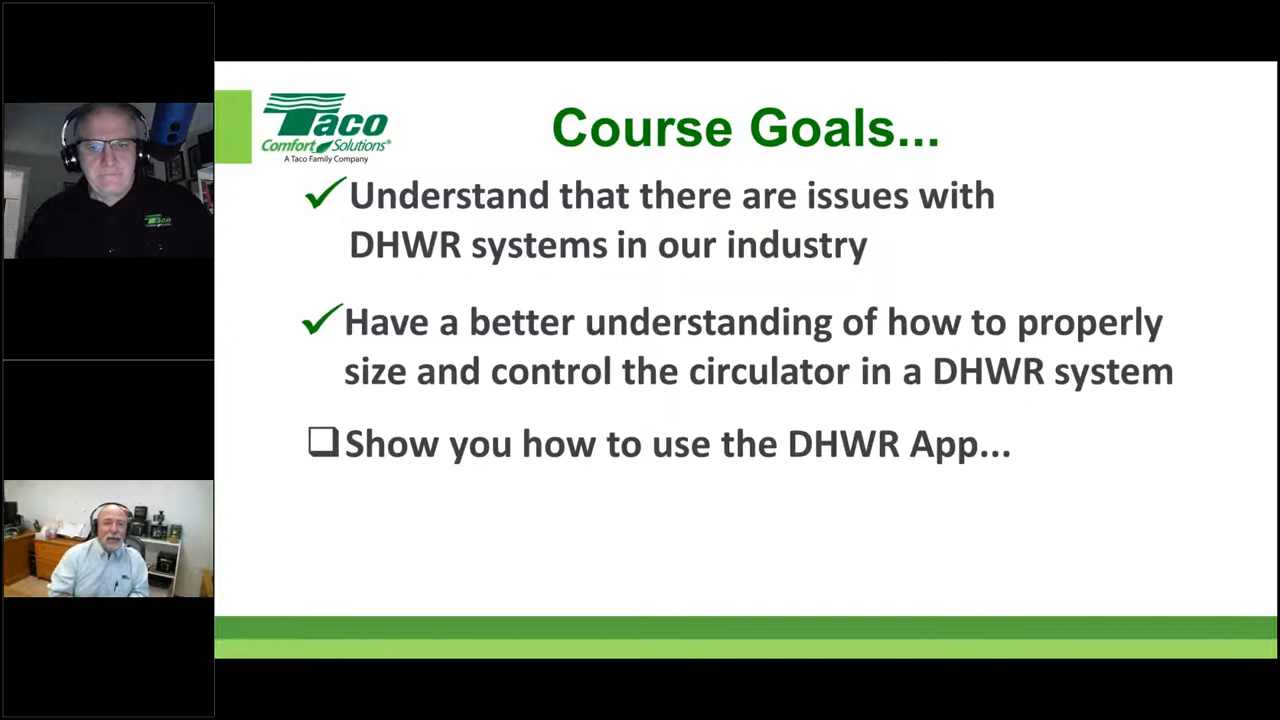 Taco
Comfort Solutions®
A Taco Family Company
Course Goals...
Understand that there are issues with
DHWR systems in our industry
Have a better understanding of how to properly
size and control the circulator in a DHWR system
Show you how to use the DHWR App...
Taco